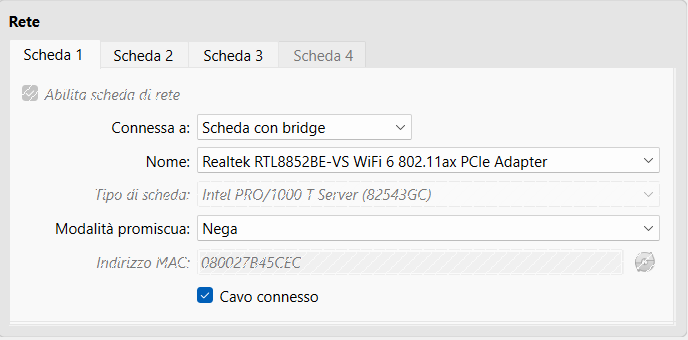 Rete
Scheda 1 Scheda 2 Scheda 3 Scheda 4
Abilita scheda di rete
Connessa a: Scheda con bridge
Nome: Realtek RTL8852BE-VS WiFi 6 802.11ax PCIe Adapter
Tipo di scheda: Intel PRO/1000 T Server (82543GC)
Modalità promiscua: Nega
Indirizzo MAC: 080027B45CEC
Cavo connesso